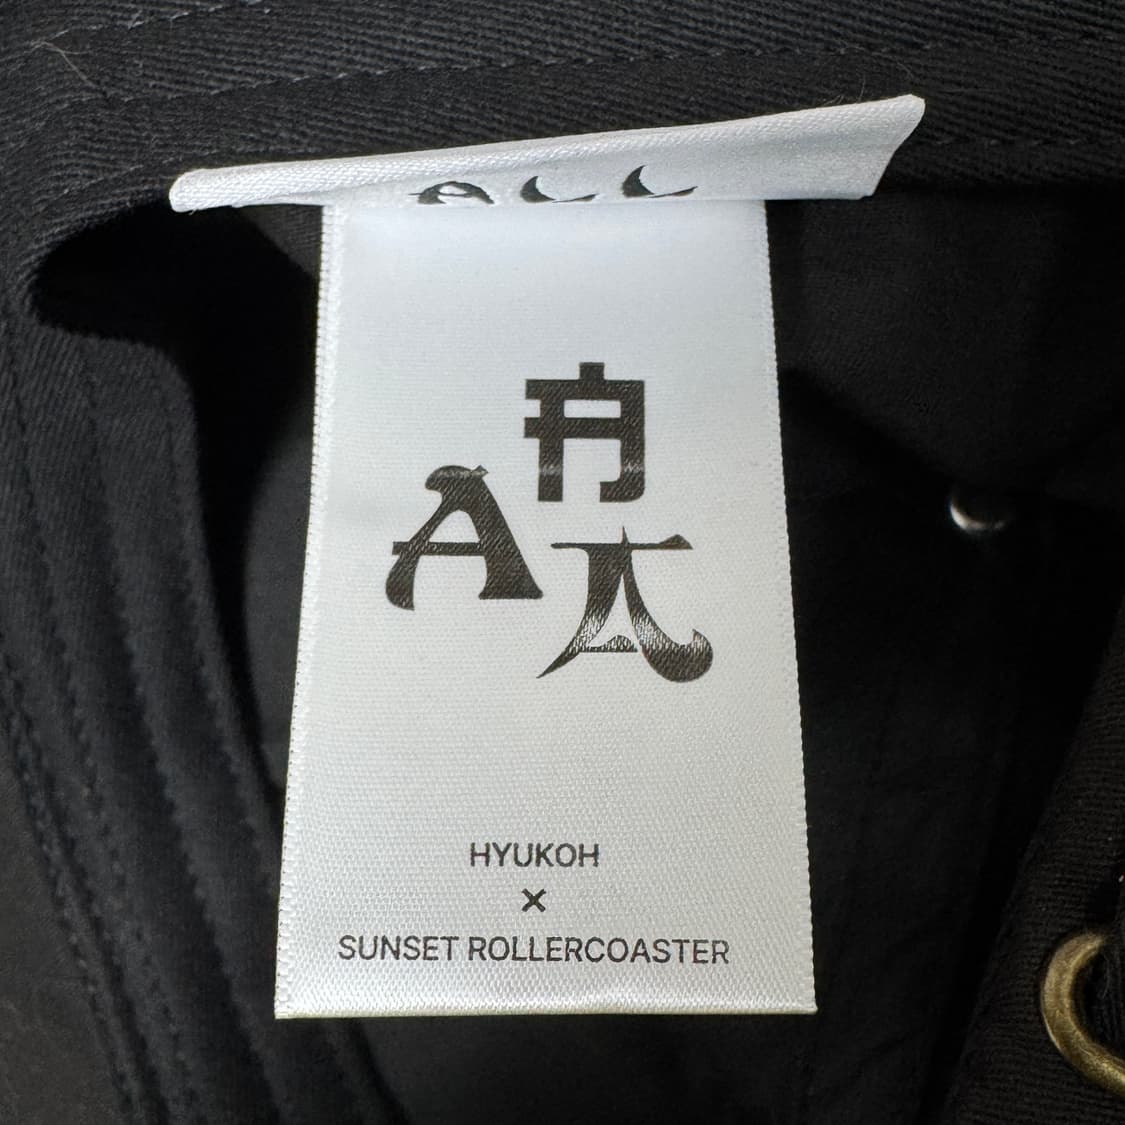 ALL
A A A
HYUKOH
×
SUNSET ROLLERCOASTER